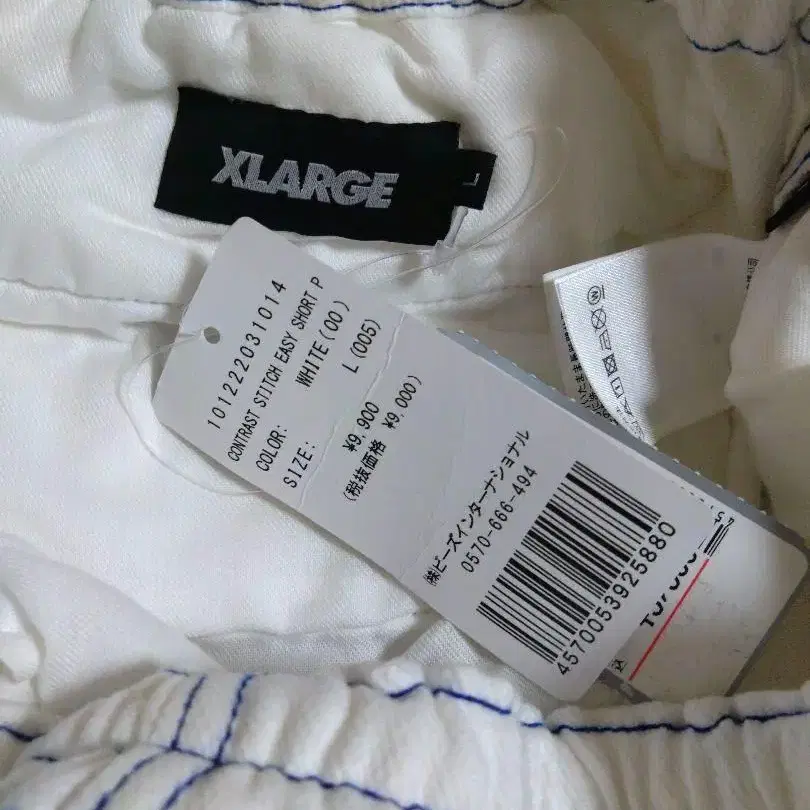 XLARGE
L
101222031014
CONTRAST STITCH EASY SHORT P
COLOR: WHITE(00)
SIZE: L(005)
¥9,900
(税抜価格 ¥9,000)
㈱ビーズインターナショナル
0570-666-494
4570053925880